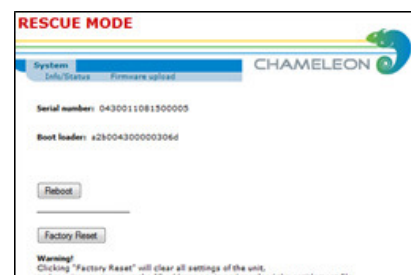 RESCUE MODE
CHAMELEON
System
Info/Status Firmware upload
Serial number: 0430011081500005
Boot loader: a2b004300000306d
Reboot
Factory Reset
Warning!
Clicking "Factory Reset" will clear all settings of the unit,